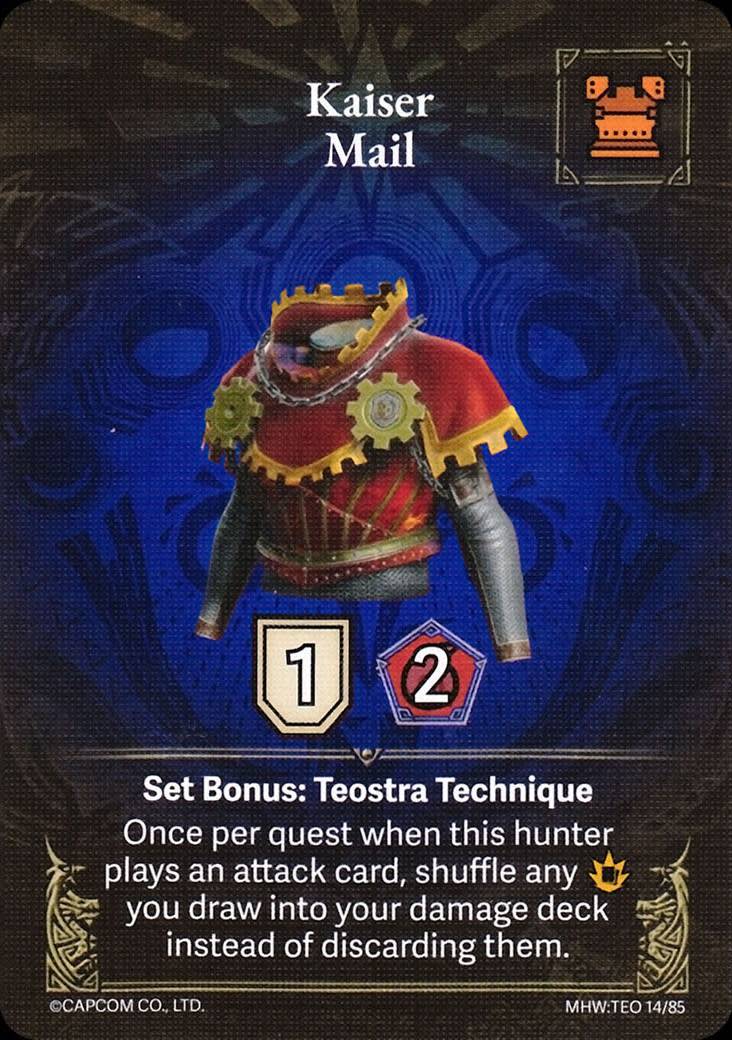 Kaiser
Mail
1
2
Set Bonus: Teostra Technique
Once per quest when this hunter
plays an attack card, shuffle any
you draw into your damage deck
instead of discarding them.
©CAPCOM CO., LTD.
MHW:TEO 14/85